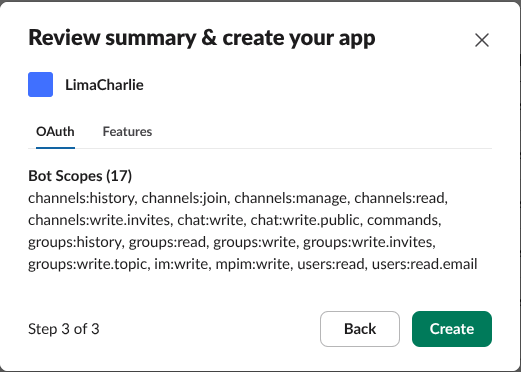 Review summary & create your app
LimaCharlie
OAuth Features
Bot Scopes (17)
channels:history, channels:join, channels:manage, channels:read,
channels:write.invites, chat:write, chat:write.public, commands,
groups:history, groups:read, groups:write, groups:write.invites,
groups:write.topic, im:write, mpim:write, users:read, users:read.email
Step 3 of 3
Back
Create